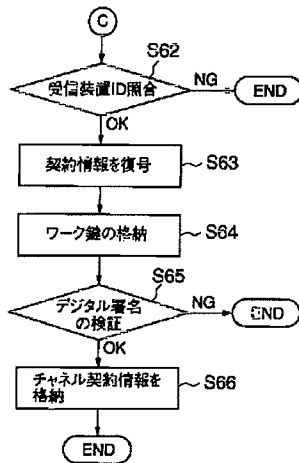 C
S62
受信装置ID照合
NG
END
OK
契約情報を復号
S63
ワーク鍵の格納
S64
S65
デジタル署名
の検証
NG
END
OK
チャネル契約情報を
格納
S66
END